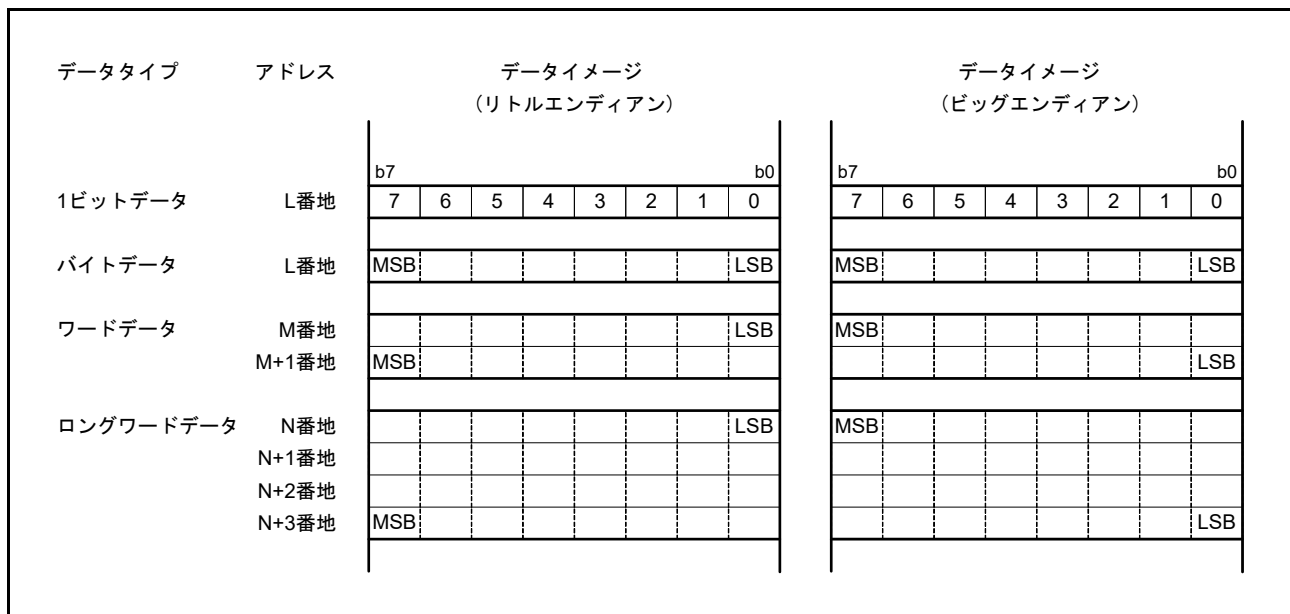 データタイプ アドレス データイメージ データイメージ
(リトルエンディアン) (ビッグエンディアン)
b7 b0 b7 b0
1ビットデータ L番地 7 6 5 4 3 2 1 0 7 6 5 4 3 2 1 0
バイトデータ L番地 MSB LSB MSB LSB
ワードデータ M番地 LSB MSB
M+1番地 MSB LSB
ロングワードデータ N番地 LSB MSB
N+1番地
N+2番地
N+3番地 MSB LSB